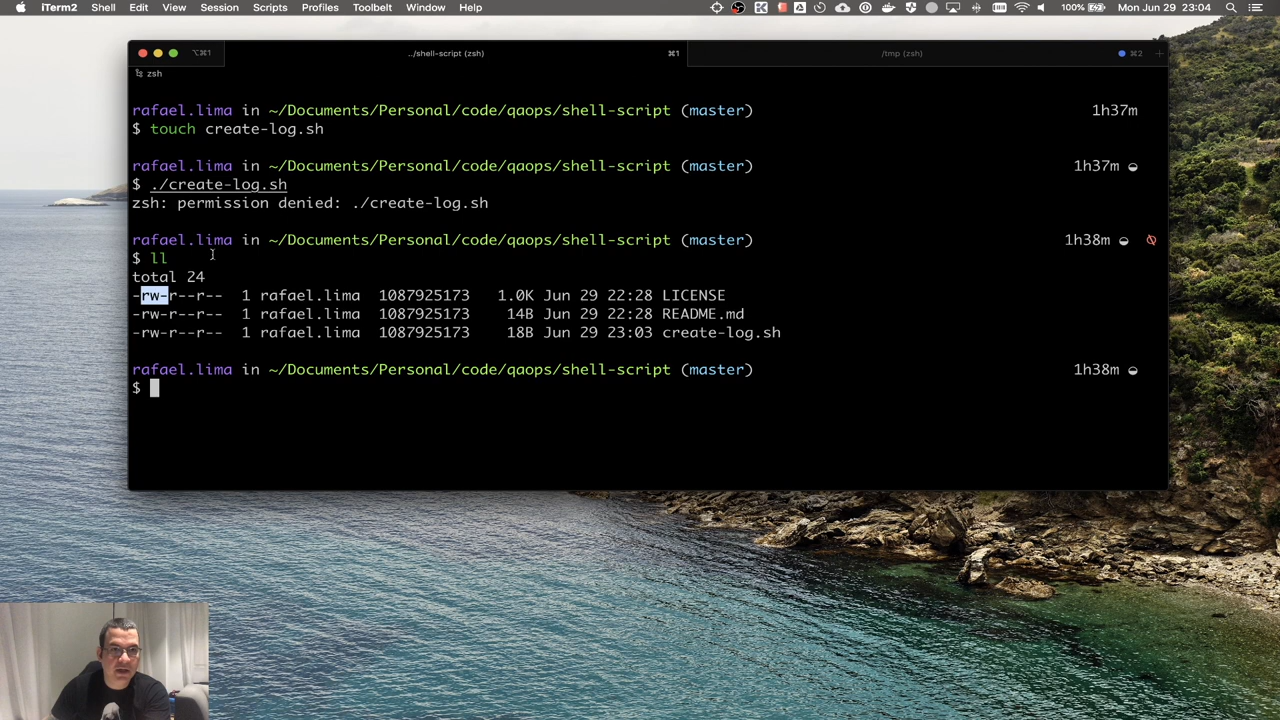 iTerm2 Shell Edit View Session Scripts Profiles Toolbelt Window Help 100% Mon Jun 29 23:04
⌥⌘1 ../shell-script (zsh) ⌘1 /tmp (zsh) ⌘2 +
zsh
rafael.lima in ~/Documents/Personal/code/qaops/shell-script (master) 1h37m
$ touch create-log.sh
rafael.lima in ~/Documents/Personal/code/qaops/shell-script (master) 1h37m
$ ./create-log.sh
zsh: permission denied: ./create-log.sh
rafael.lima in ~/Documents/Personal/code/qaops/shell-script (master) 1h38m
$ ll
total 24
-rw-r--r-- 1 rafael.lima 1087925173 1.0K Jun 29 22:28 LICENSE
-rw-r--r-- 1 rafael.lima 1087925173 14B Jun 29 22:28 README.md
-rw-r--r-- 1 rafael.lima 1087925173 18B Jun 29 23:03 create-log.sh
rafael.lima in ~/Documents/Personal/code/qaops/shell-script (master) 1h38m
$